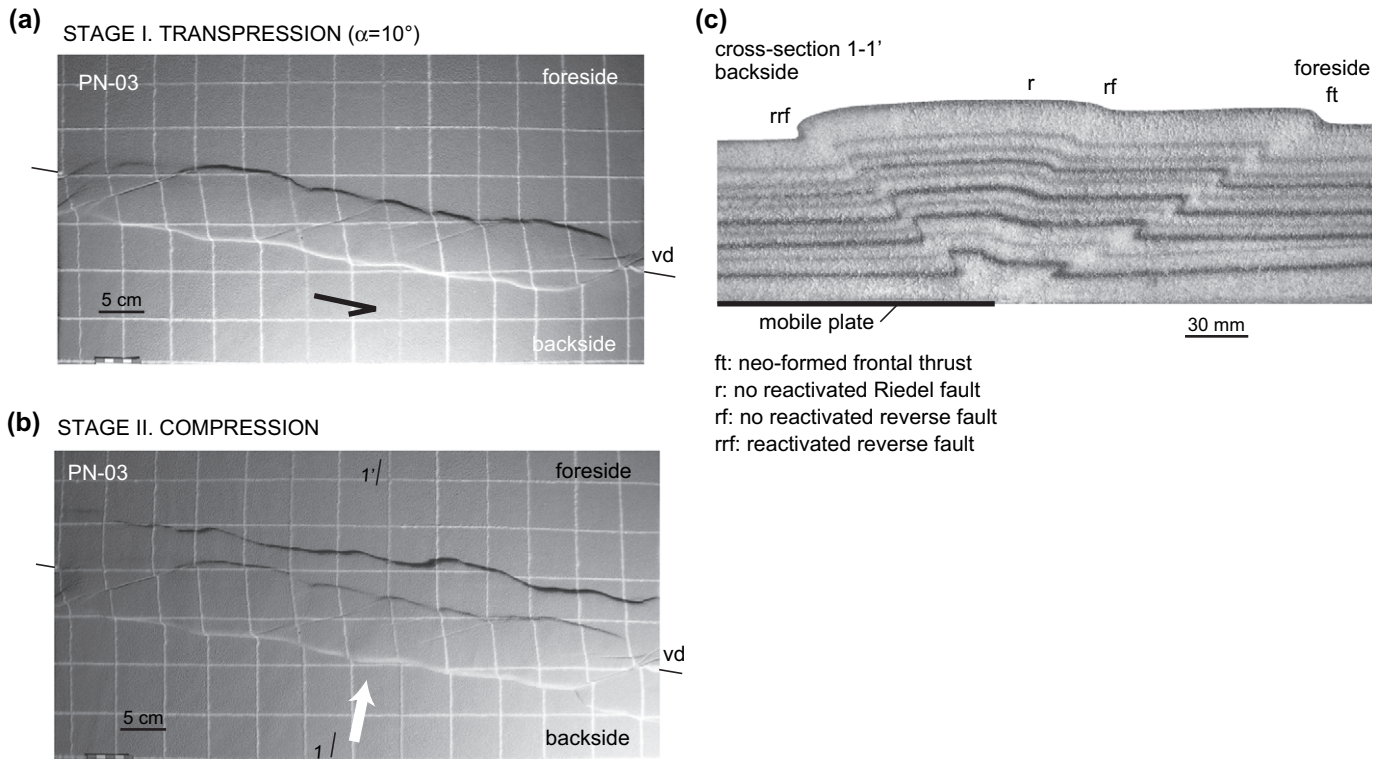 (a)
STAGE I. TRANSPRESSION (α=10°)
PN-03
foreside
vd
5 cm
backside
(b)
STAGE II. COMPRESSION
PN-03
1'
foreside
vd
5 cm
1
backside
(c)
cross-section 1-1'
backside
foreside
r
rf
ft
rrf
mobile plate
30 mm
ft: neo-formed frontal thrust
r: no reactivated Riedel fault
rf: no reactivated reverse fault
rrf: reactivated reverse fault